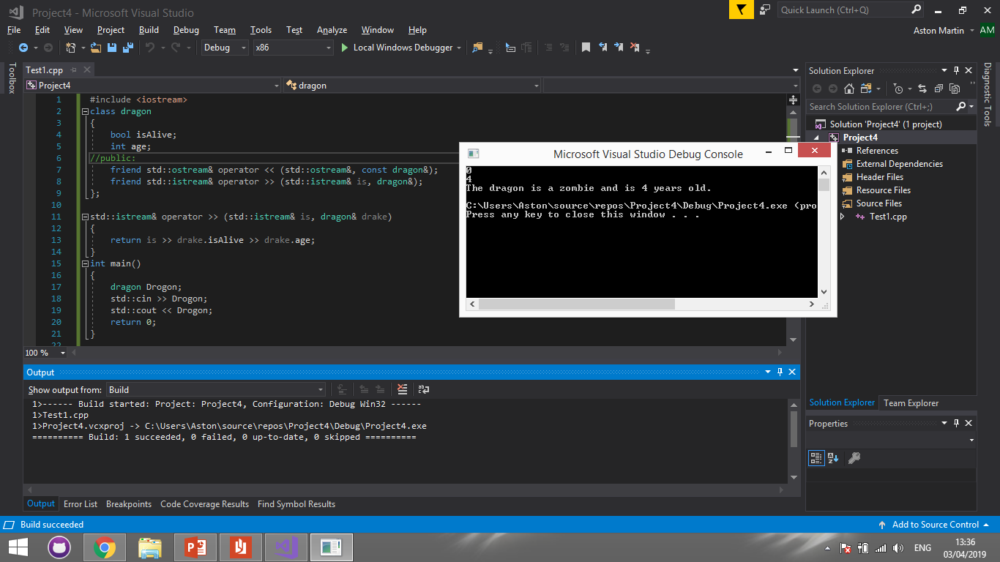 Project4 - Microsoft Visual Studio
Quick Launch (Ctrl+Q)
File Edit View Project Build Debug Team Tools Test Analyze Window Help
Aston Martin AM
Debug x86 Local Windows Debugger
Toolbox
Test1.cpp
Project4
dragon
1 #include <iostream>
2 class dragon
3 {
4 bool isAlive;
5 int age;
6 //public:
7 friend std::ostream& operator << (std::ostream&, const dragon&);
8 friend std::istream& operator >> (std::istream& is, dragon&);
9 };
10
11 std::istream& operator >> (std::istream& is, dragon& drake)
12 {
13 return is >> drake.isAlive >> drake.age;
14 }
15 int main()
16 {
17 dragon Drogon;
18 std::cin >> Drogon;
19 std::cout << Drogon;
20 return 0;
21 }
22
100 %
Microsoft Visual Studio Debug Console
0
4
The dragon is a zombie and is 4 years old.
C:\Users\Aston\source\repos\Project4\Debug\Project4.exe (pro
Press any key to close this window . . .
Solution Explorer
Search Solution Explorer (Ctrl+;)
Solution 'Project4' (1 project)
Project4
References
External Dependencies
Header Files
Resource Files
Source Files
Test1.cpp
Diagnostic Tools
Solution Explorer Team Explorer
Properties
Output
Show output from: Build
1>------ Build started: Project: Project4, Configuration: Debug Win32 ------
1>Test1.cpp
1>Project4.vcxproj -> C:\Users\Aston\source\repos\Project4\Debug\Project4.exe
========== Build: 1 succeeded, 0 failed, 0 up-to-date, 0 skipped ==========
Output Error List Breakpoints Code Coverage Results Find Symbol Results
Build succeeded
Add to Source Control
ENG
13:36
03/04/2019